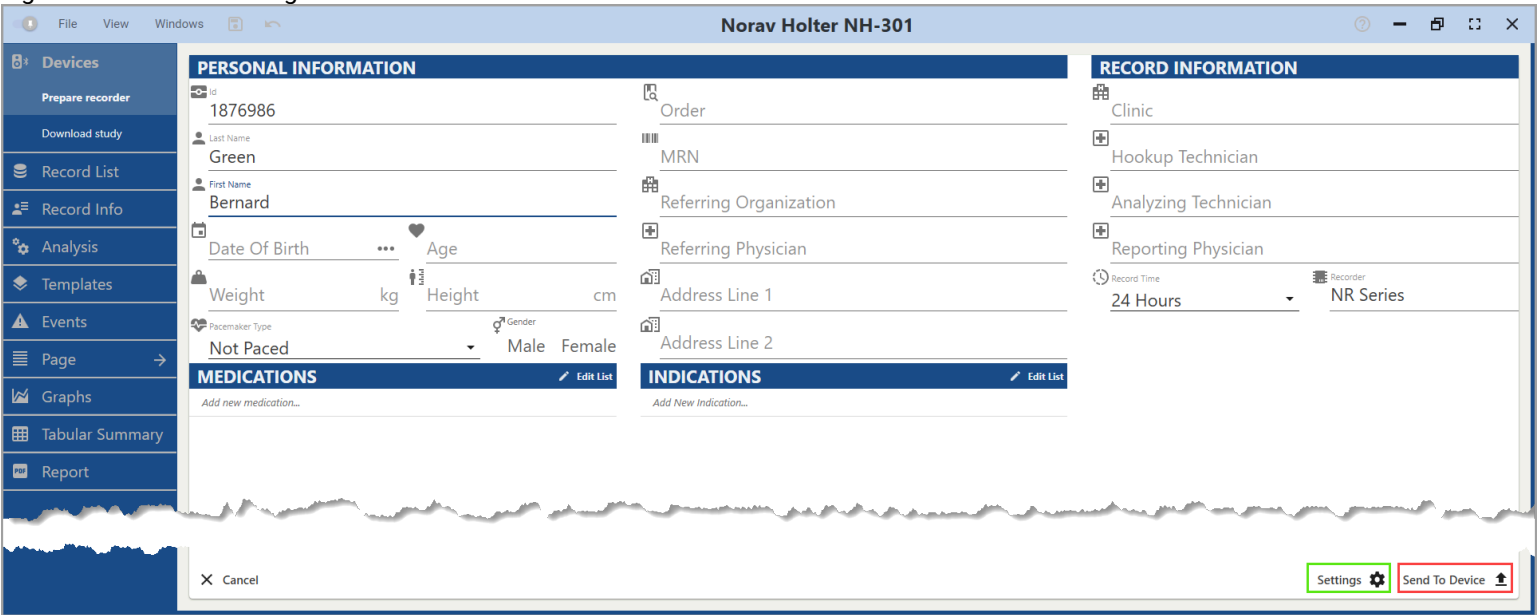 File View Windows Norav Holter NH-301
Devices
Prepare recorder
Download study
Record List
Record Info
Analysis
Templates
Events
Page
Graphs
Tabular Summary
PDF Report
PERSONAL INFORMATION
Id
1876986
Last Name
Green
First Name
Bernard
Date Of Birth ••• Age
Weight kg Height cm
Pacemaker Type Gender
Not Paced Male Female
MEDICATIONS Edit List
Add new medication...
Order
MRN
Referring Organization
Referring Physician
Address Line 1
Address Line 2
INDICATIONS Edit List
Add New Indication...
RECORD INFORMATION
Clinic
Hookup Technician
Analyzing Technician
Reporting Physician
Record Time Recorder
24 Hours NR Series
Cancel Settings Send To Device